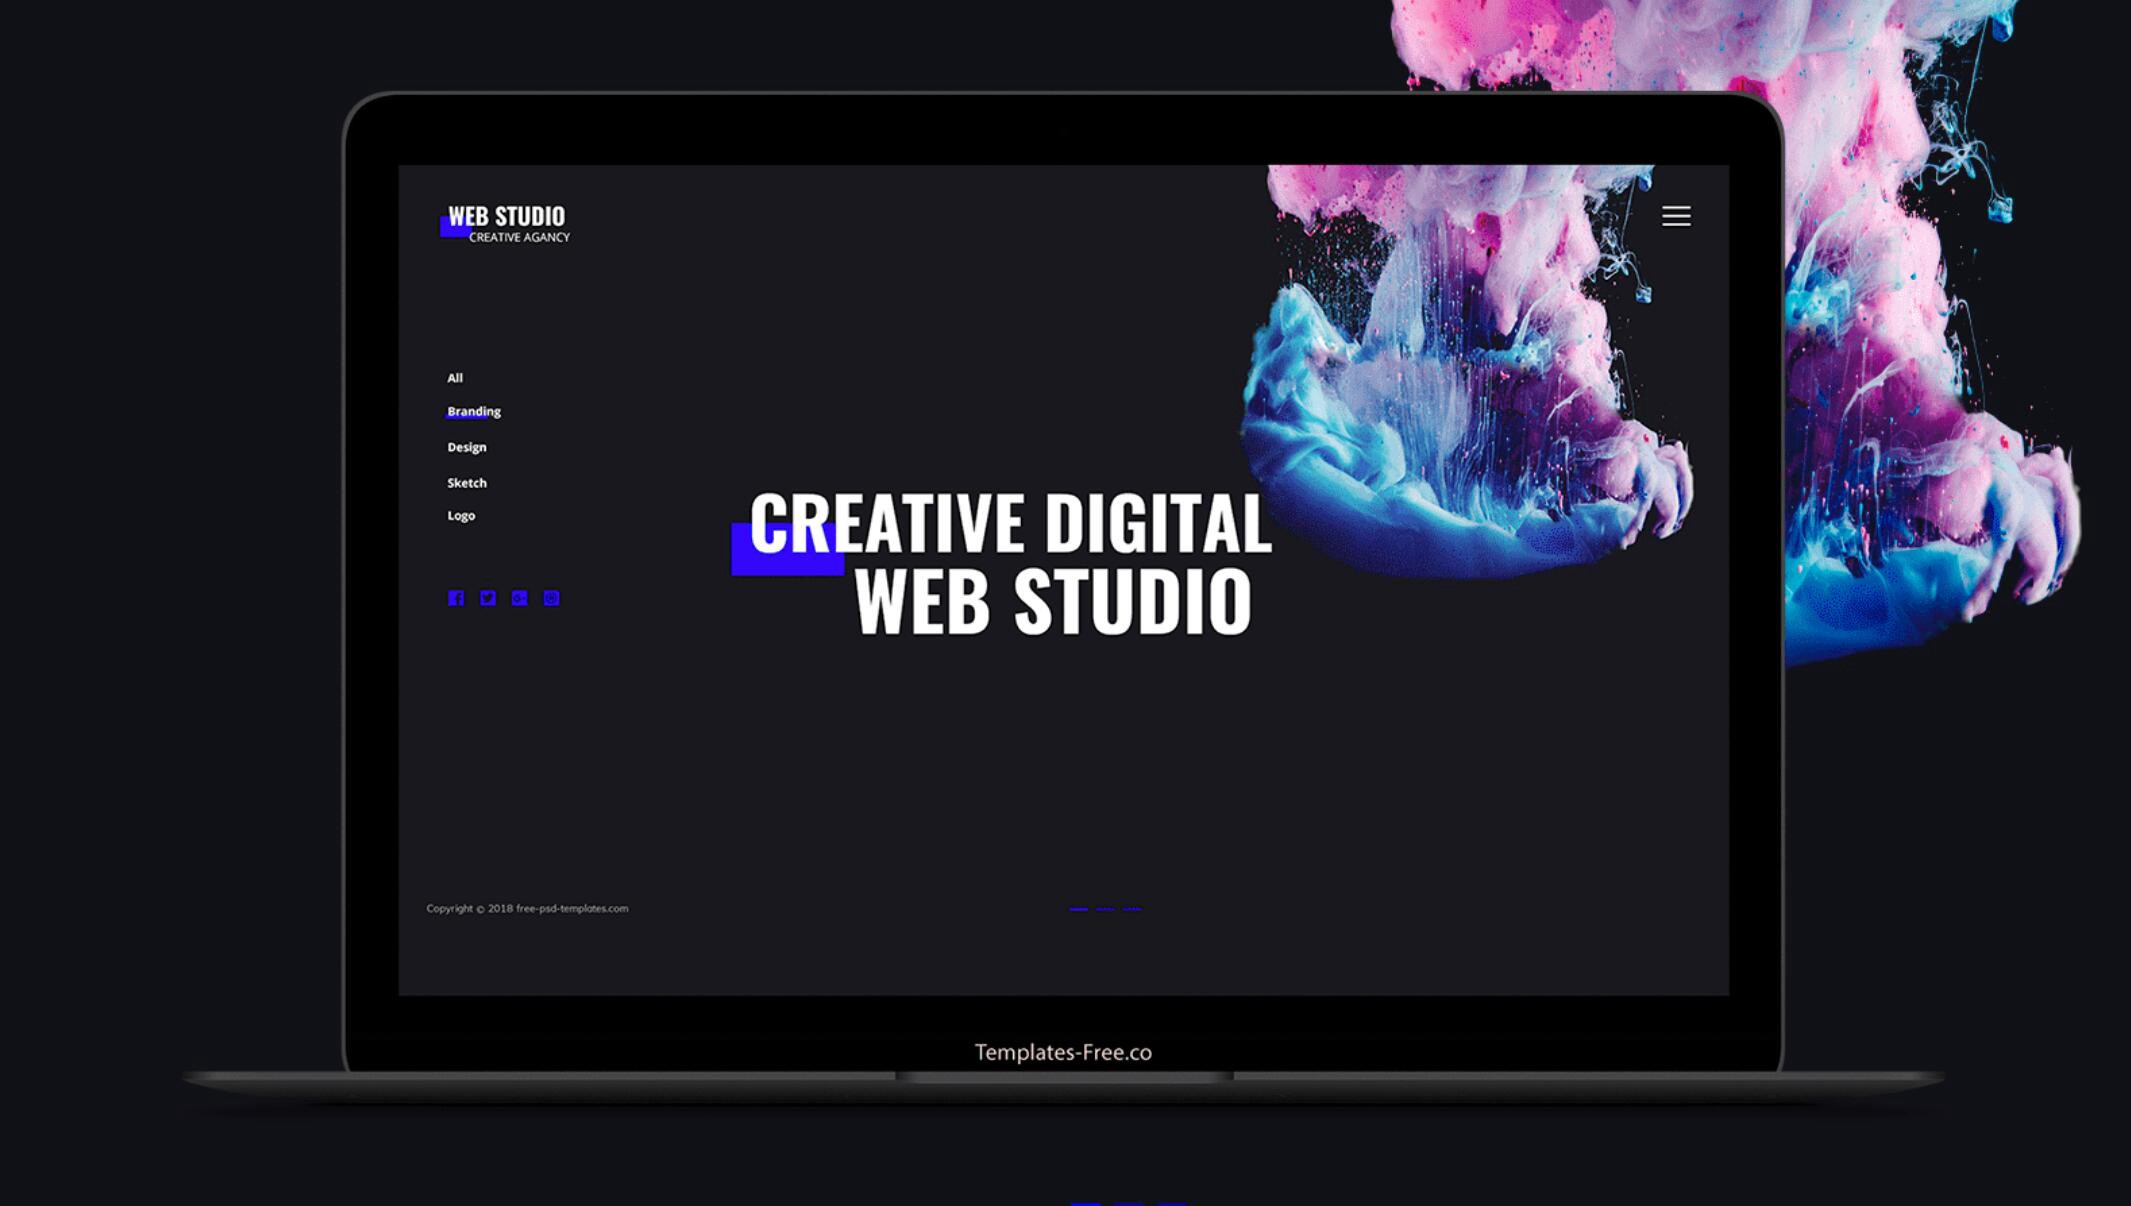 WEB STUDIO
CREATIVE AGANCY
All
Branding
Design
Sketch
Logo
CREATIVE DIGITAL
WEB STUDIO
Copyright © 2018 free-psd-templates.com
Templates-Free.co